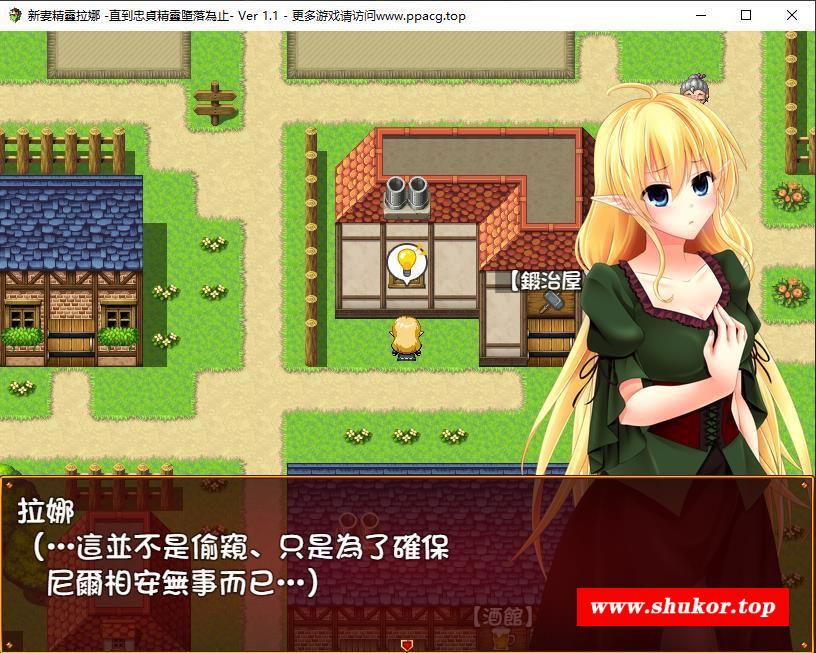 新妻精靈拉娜 -直到忠貞精靈墮落為止- Ver 1.1 - 更多游戏请访问www.ppacg.top
【鍛治屋
拉娜
(…這並不是偷窺、只是為了確保
尼爾相安無事而已…)
www.shukor.top
【酒館】